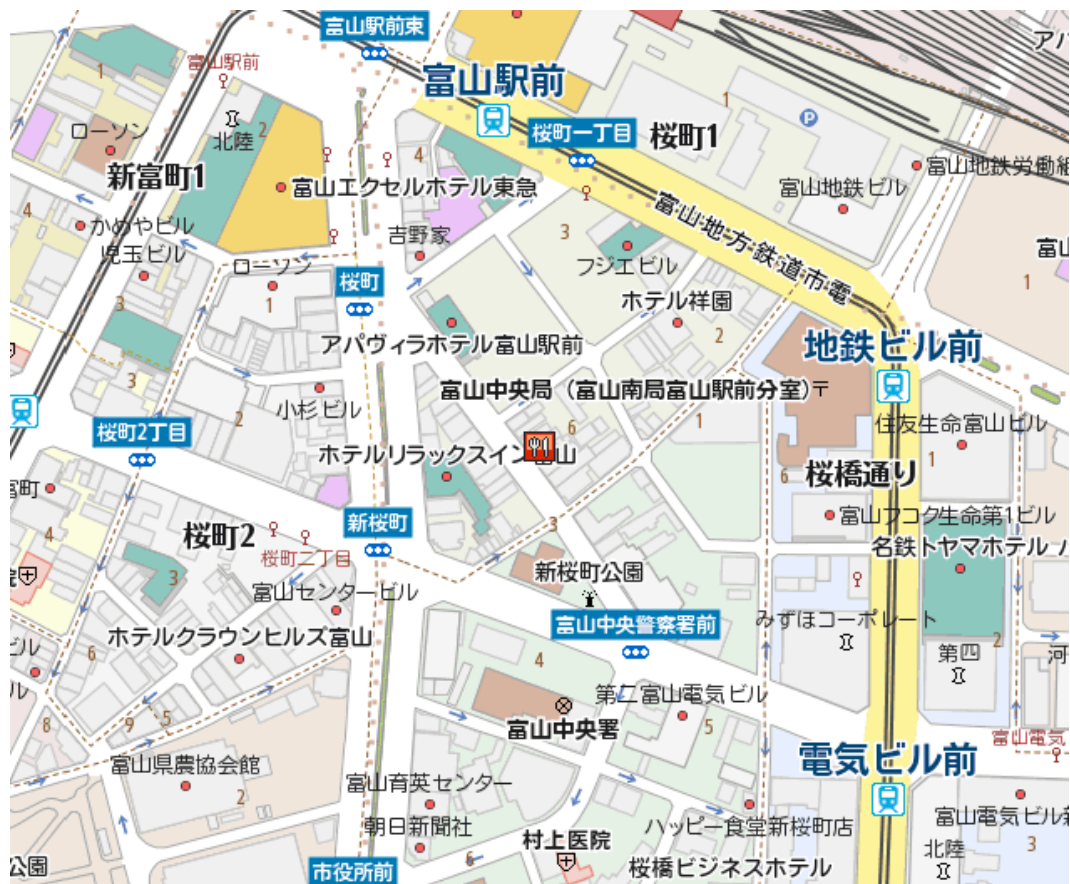 富山駅前東
アパ
富山駅前
富山駅前
1
ローソン
北陸
2
新富町1
4
桜町一丁目
桜町1
1
P
富山地鉄労働組
富山地鉄ビル
富山エクセルホテル東急
4
かめやビル
児玉ビル
吉野家
3
フジエビル
富山地方鉄道市電
富山
ローソン
1
桜町
ホテル祥園
1
3
アパヴィラホテル富山駅前
2
地鉄ビル前
3
小杉ビル
2
富山中央局（富山南局富山駅前分室）〒
1
住友生命富山ビル
桜町2丁目
6
ホテルリラックスイン富山
6
桜橋通り
1
富町
新桜町
3
富山フコク生命第1ビル
4
桜町2
桜町二丁目
名鉄トヤマホテル
院
3
富山センタービル
新桜町公園
富山中央警察署前
みずほコーポレート
ビル
6
ホテルクラウンヒルズ富山
4
第四
2
河
ル
第二富山電気ビル
8
9
5
富山中央署
5
富山電気
富山県農協会館
2
電気ビル前
富山育英センター
朝日新聞社
村上医院
ハッピー食堂新桜町店
富山電気ビル新
3
公園
市役所前
6
桜橋ビジネスホテル
北陸